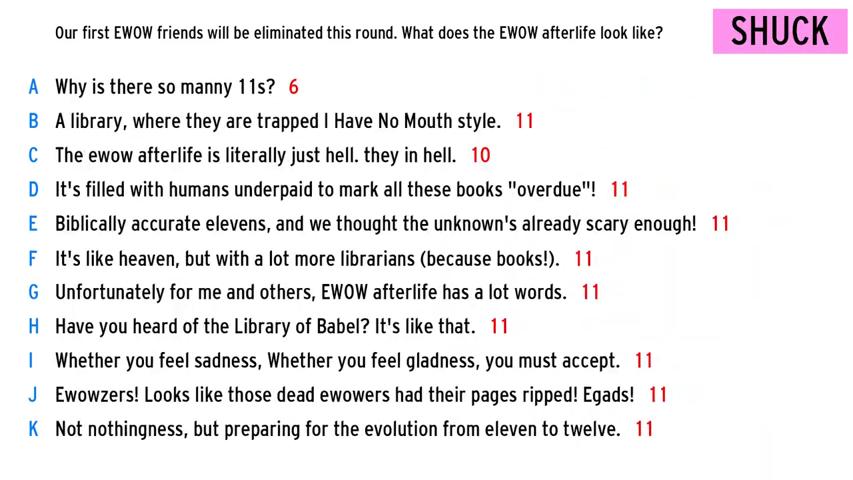 Our first EWOW friends will be eliminated this round. What does the EWOW afterlife look like?
SHUCK
A Why is there so manny 11s? 6
B A library, where they are trapped I Have No Mouth style. 11
C The ewow afterlife is literally just hell. they in hell. 10
D It's filled with humans underpaid to mark all these books "overdue"! 11
E Biblically accurate elevens, and we thought the unknown's already scary enough! 11
F It's like heaven, but with a lot more librarians (because books!). 11
G Unfortunately for me and others, EWOW afterlife has a lot words. 11
H Have you heard of the Library of Babel? It's like that. 11
I Whether you feel sadness, Whether you feel gladness, you must accept. 11
J Ewowzers! Looks like those dead ewowers had their pages ripped! Egads! 11
K Not nothingness, but preparing for the evolution from eleven to twelve. 11